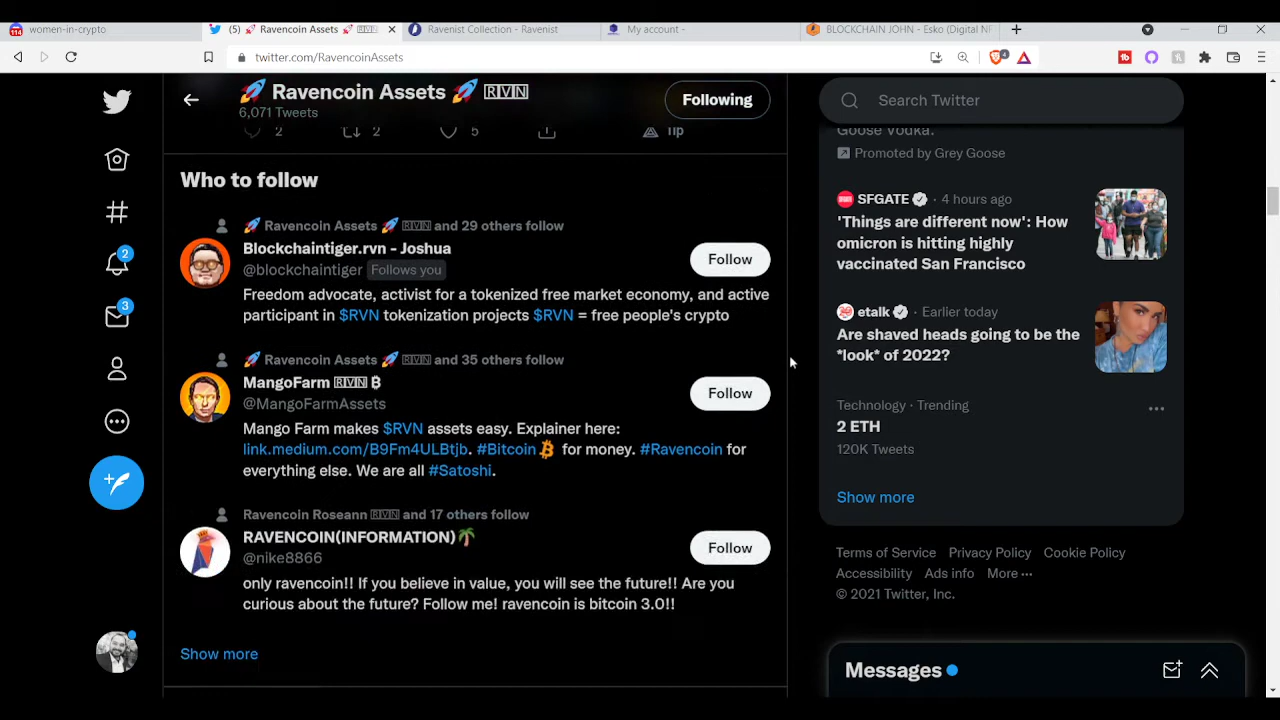 114
women-in-crypto
(5) 🚀 Ravencoin Assets 🚀 🅁🅅🄽
Ravenist Collection - Ravenist
My account -
BLOCKCHAIN JOHN - Esko (Digital N
twitter.com/RavencoinAssets
4
🚀 Ravencoin Assets 🚀 🅁🅅🄽
6,071 Tweets
Following
2
2
5
Tip
Who to follow
🚀 Ravencoin Assets 🚀 🅁🅅🄽 and 29 others follow
Blockchaintiger.rvn - Joshua
@blockchaintiger Follows you
Follow
Freedom advocate, activist for a tokenized free market economy, and active
participant in $RVN tokenization projects $RVN = free people's crypto
🚀 Ravencoin Assets 🚀 🅁🅅🄽 and 35 others follow
MangoFarm 🅁🅅🄽 ₿
@MangoFarmAssets
Follow
Mango Farm makes $RVN assets easy. Explainer here:
link.medium.com/B9Fm4ULBtjb. #Bitcoin₿ for money. #Ravencoin for
everything else. We are all #Satoshi.
Ravencoin Roseann 🅁🅅🄽 and 17 others follow
RAVENCOIN(INFORMATION)🌴
@nike8866
Follow
only ravencoin!! If you believe in value, you will see the future!! Are you
curious about the future? Follow me! ravencoin is bitcoin 3.0!!
Show more
2
3
Search Twitter
Goose Vodka.
Promoted by Grey Goose
SFGATE · 4 hours ago
'Things are different now': How
omicron is hitting highly
vaccinated San Francisco
etalk · Earlier today
Are shaved heads going to be the
*look* of 2022?
Technology · Trending
2 ETH
120K Tweets
Show more
Terms of Service Privacy Policy Cookie Policy
Accessibility Ads info More ···
© 2021 Twitter, Inc.
Messages